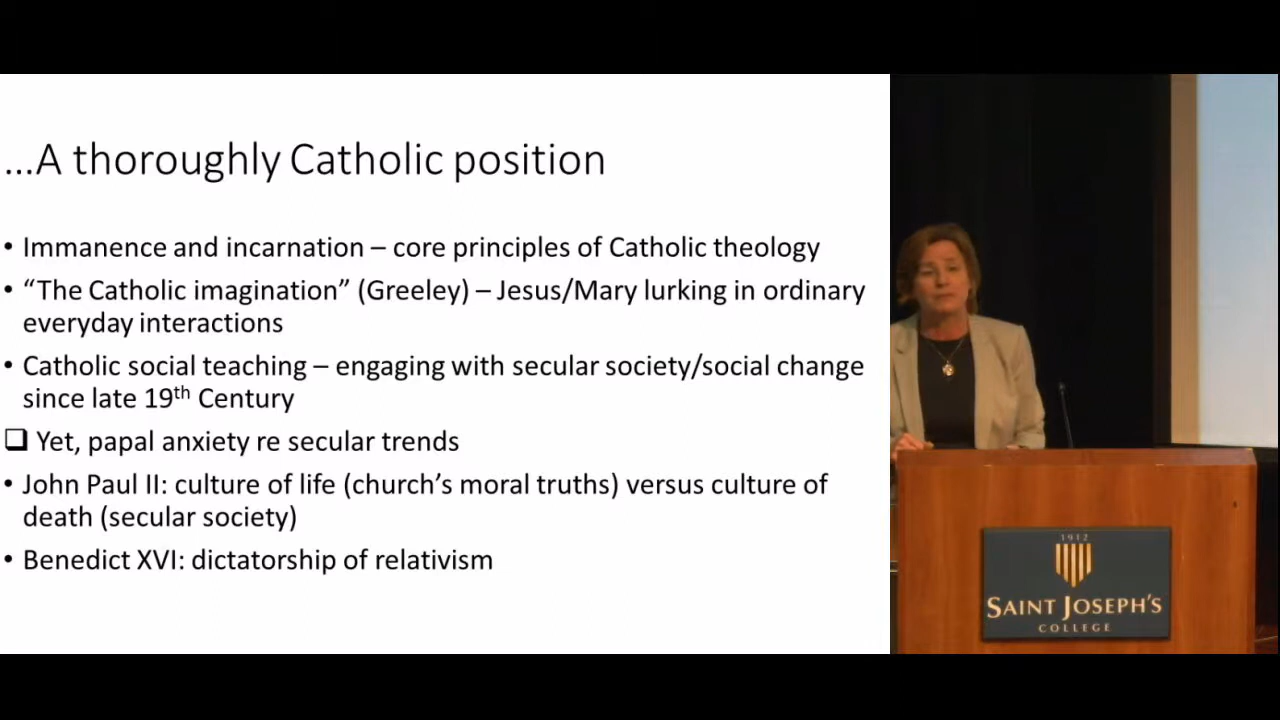 ...A thoroughly Catholic position
• Immanence and incarnation – core principles of Catholic theology
• “The Catholic imagination” (Greeley) – Jesus/Mary lurking in ordinary
everyday interactions
• Catholic social teaching – engaging with secular society/social change
since late 19th Century
❑ Yet, papal anxiety re secular trends
• John Paul II: culture of life (church’s moral truths) versus culture of
death (secular society)
• Benedict XVI: dictatorship of relativism
1912
SAINT JOSEPH'S
COLLEGE